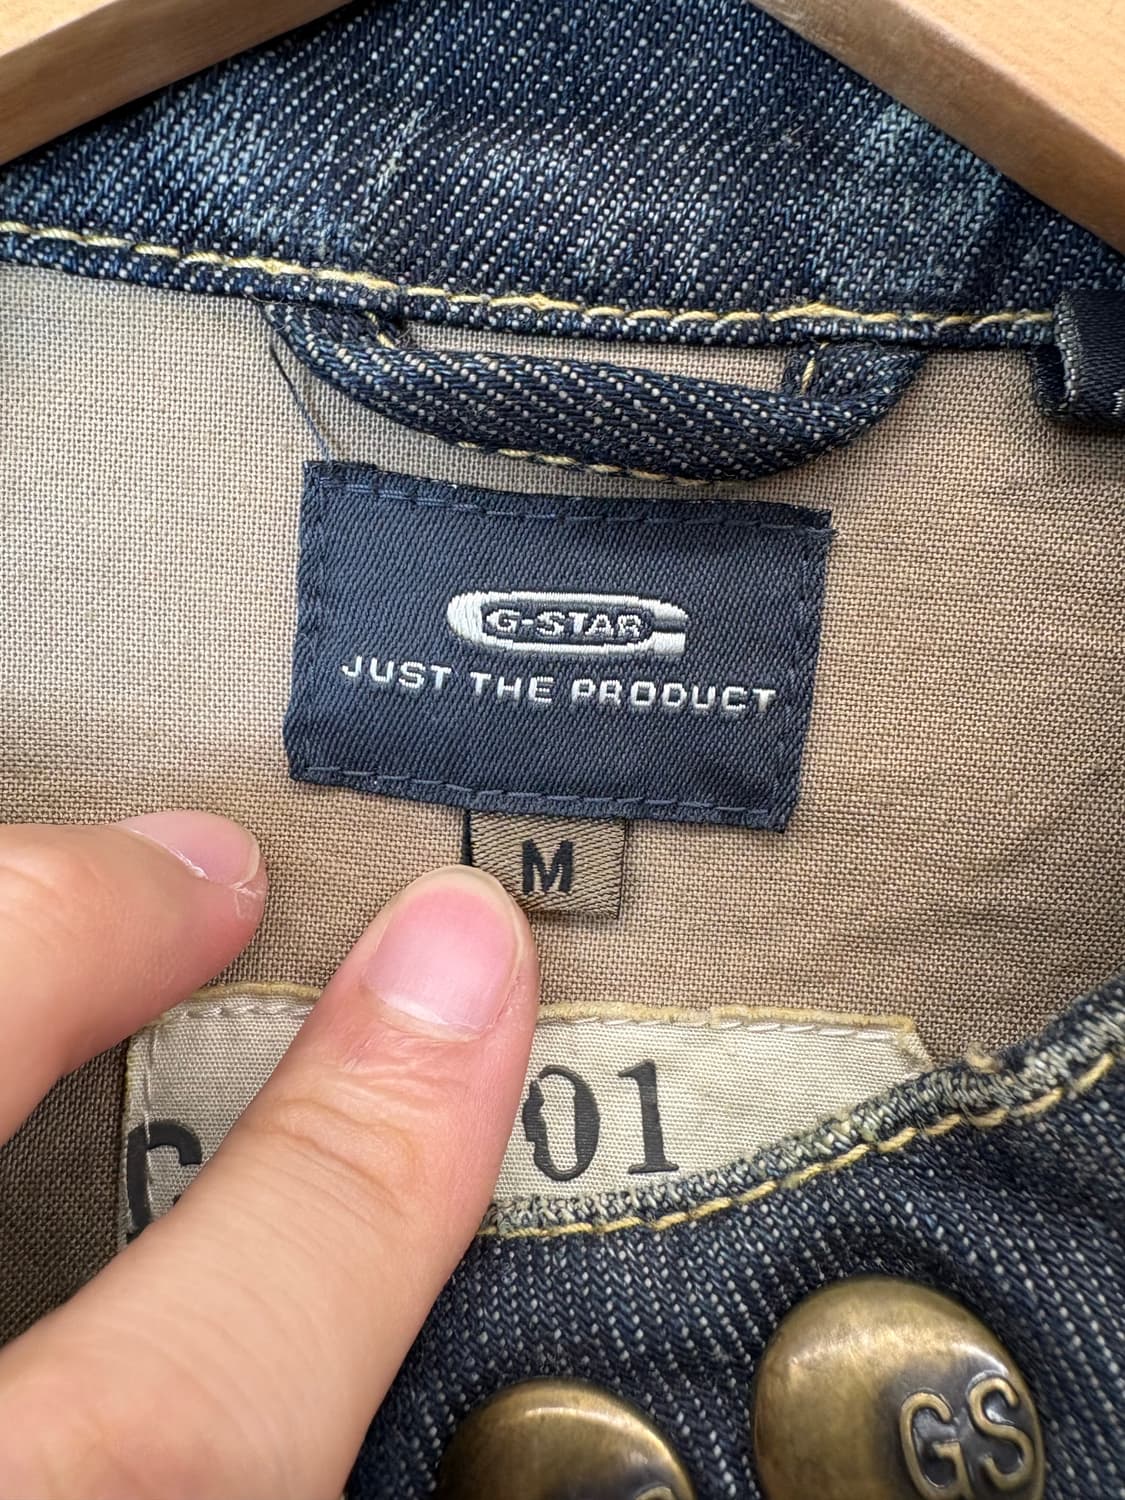 G-STAR
JUST THE PRODUCT
M
01
GS